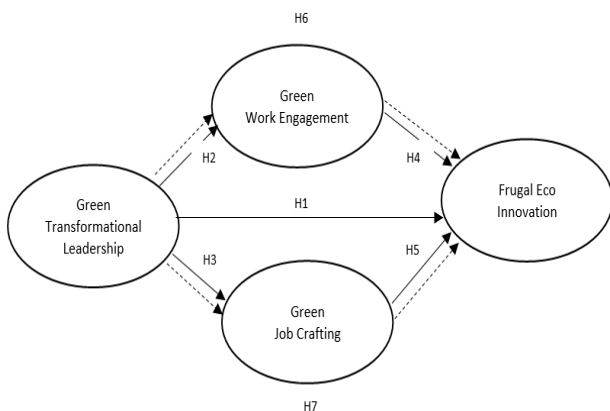 H6
Green
Work Engagement
H2
H4
Green
Transformational
Leadership
H1
Frugal Eco
Innovation
H3
H5
Green
Job Crafting
H7